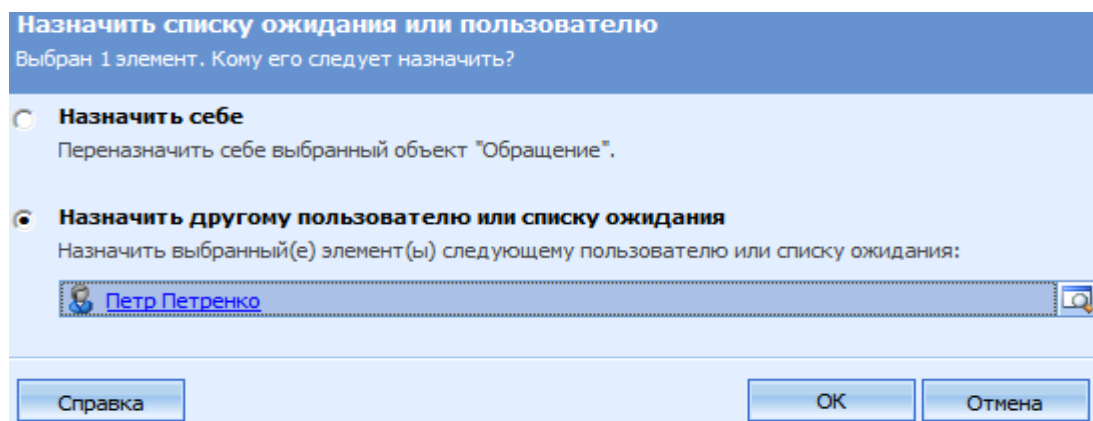 Назначить списку ожидания или пользователю
Выбран 1 элемент. Кому его следует назначить?
Назначить себе
Переназначить себе выбранный объект "Обращение".
Назначить другому пользователю или списку ожидания
Назначить выбранный(е) элемент(ы) следующему пользователю или списку ожидания:
Петр Петренко
Справка
ОК
Отмена